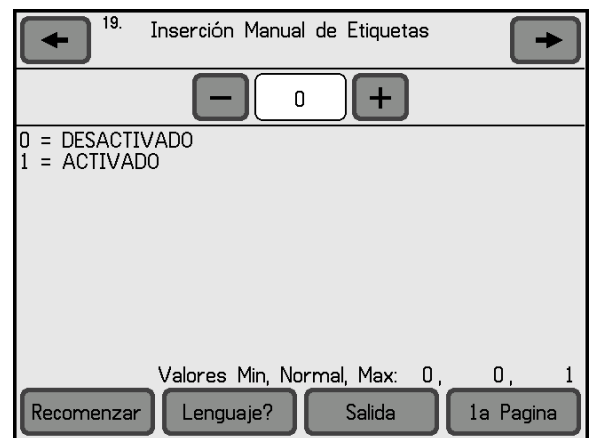 19. Inserción Manual de Etiquetas
− 0 +
0 = DESACTIVADO
1 = ACTIVADO
Valores Min, Normal, Max: 0, 0, 1
Recomenzar Lenguaje? Salida 1a Pagina